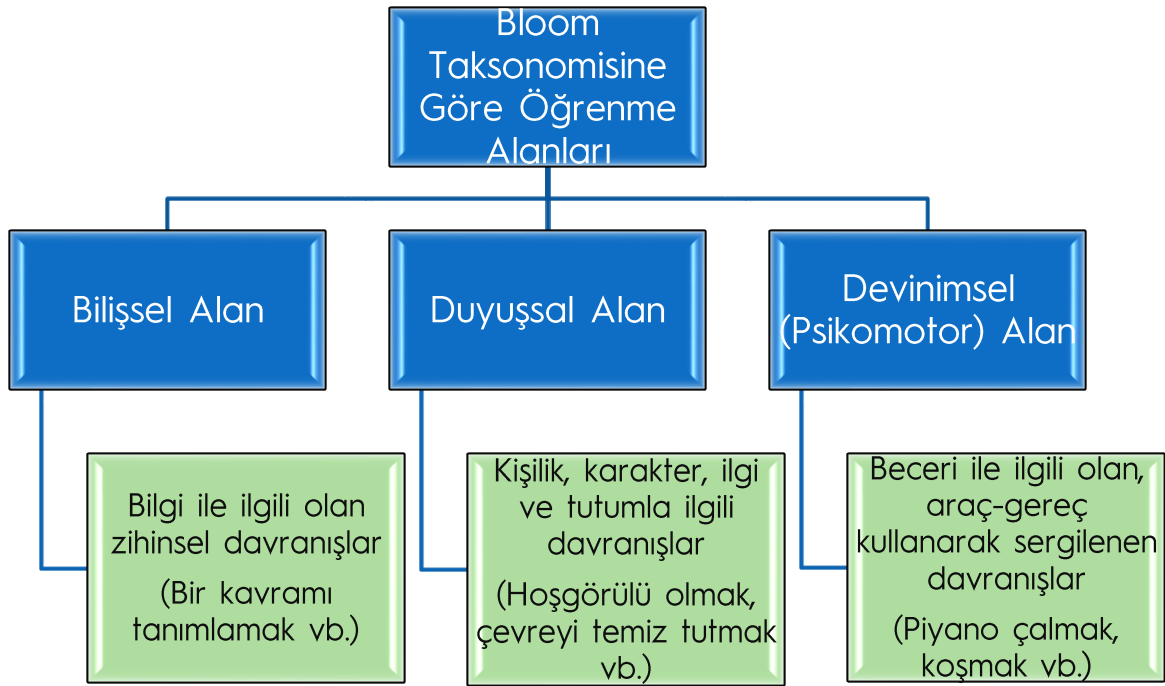 Bloom
Taksonomisine
Göre Öğrenme
Alanları
Bilişsel Alan
Duyuşsal Alan
Devinimsel
(Psikomotor) Alan
Bilgi ile ilgili olan
zihinsel davranışlar
(Bir kavramı
tanımlamak vb.)
Kişilik, karakter, ilgi
ve tutumla ilgili
davranışlar
(Hoşgörülü olmak,
çevreyi temiz tutmak
vb.)
Beceri ile ilgili olan,
araç-gereç
kullanarak sergilenen
davranışlar
(Piyano çalmak,
koşmak vb.)